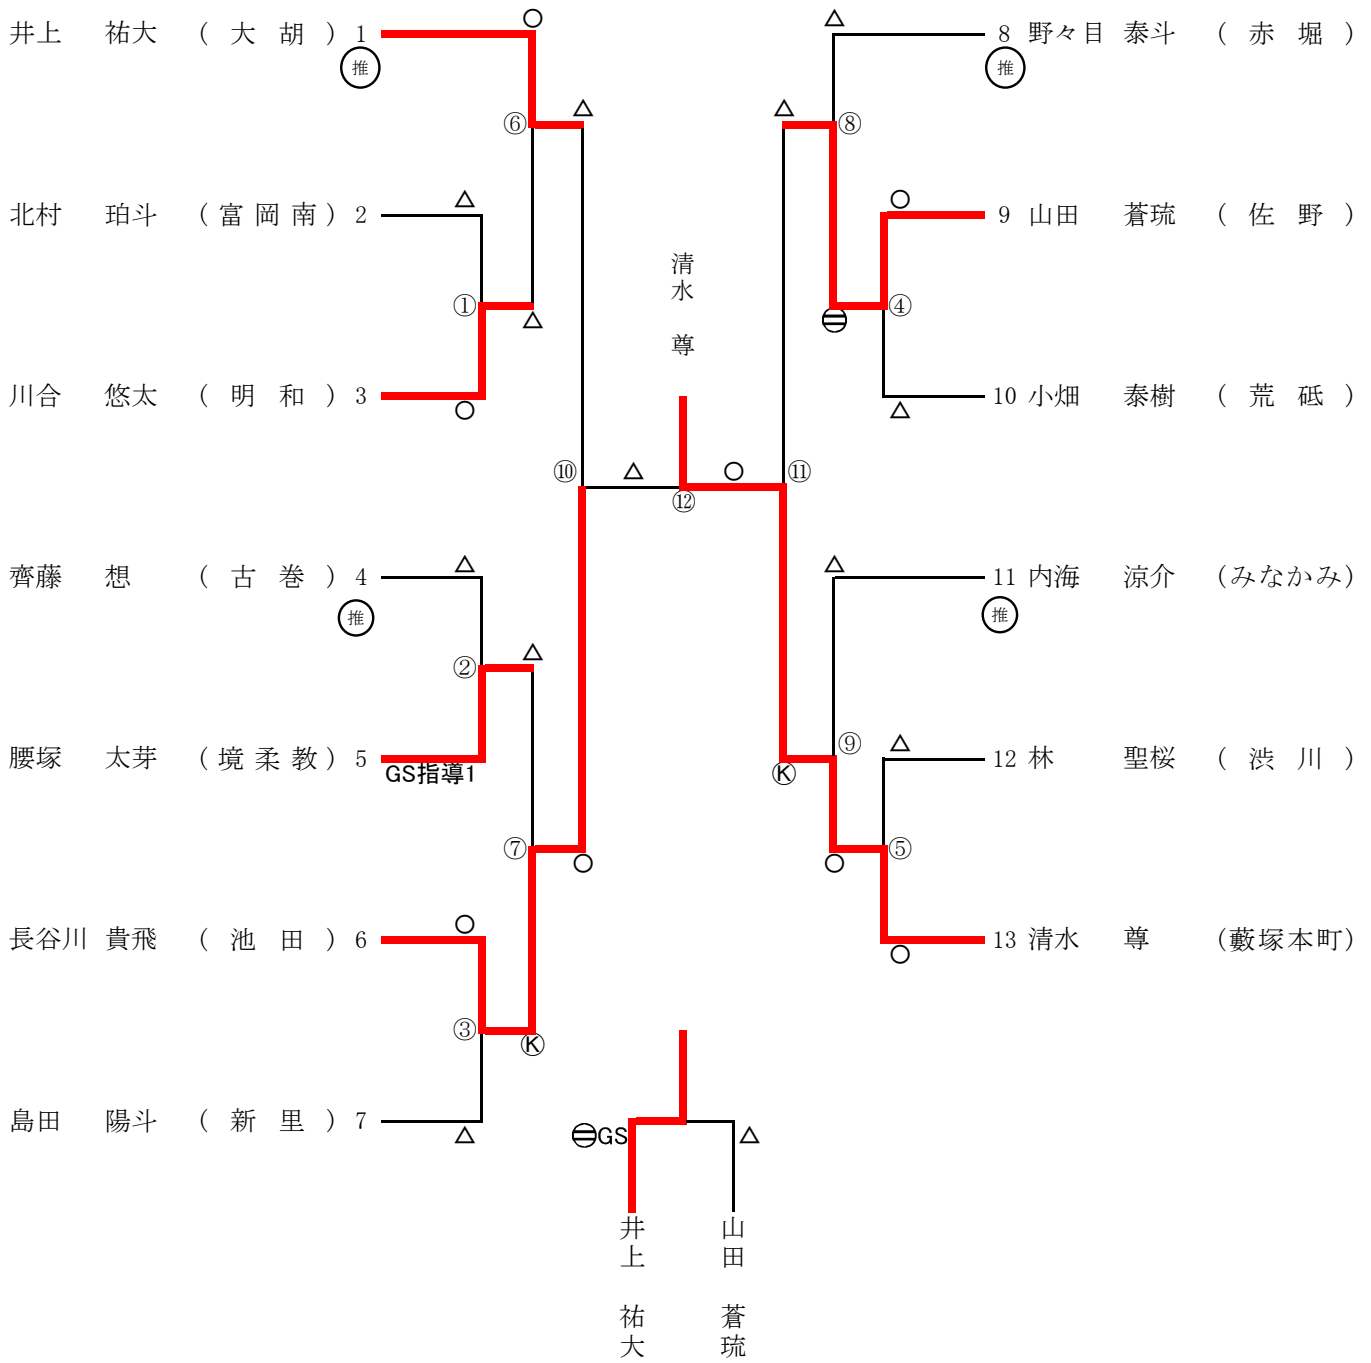 井上 祐大 (大胡) 1
推
北村 珀斗 (富岡南) 2
川合 悠太 (明和) 3
齊藤 想 (古巻) 4
推
腰塚 太芽 (境柔教) 5
GS指導1
長谷川 貴飛 (池田) 6
島田 陽斗 (新里) 7
⑥
①
②
⑦
③
Ⓚ
⑩
清水 尊
⑫
⑪
⑧
④
⑨
Ⓚ
⑤
8 野々目 泰斗 (赤堀)
推
9 山田 蒼琉 (佐野)
10 小畑 泰樹 (荒砥)
11 内海 涼介 (みなかみ)
推
12 林 聖桜 (渋川)
13 清水 尊 (藪塚本町)
GS
井上 祐大
山田 蒼琉